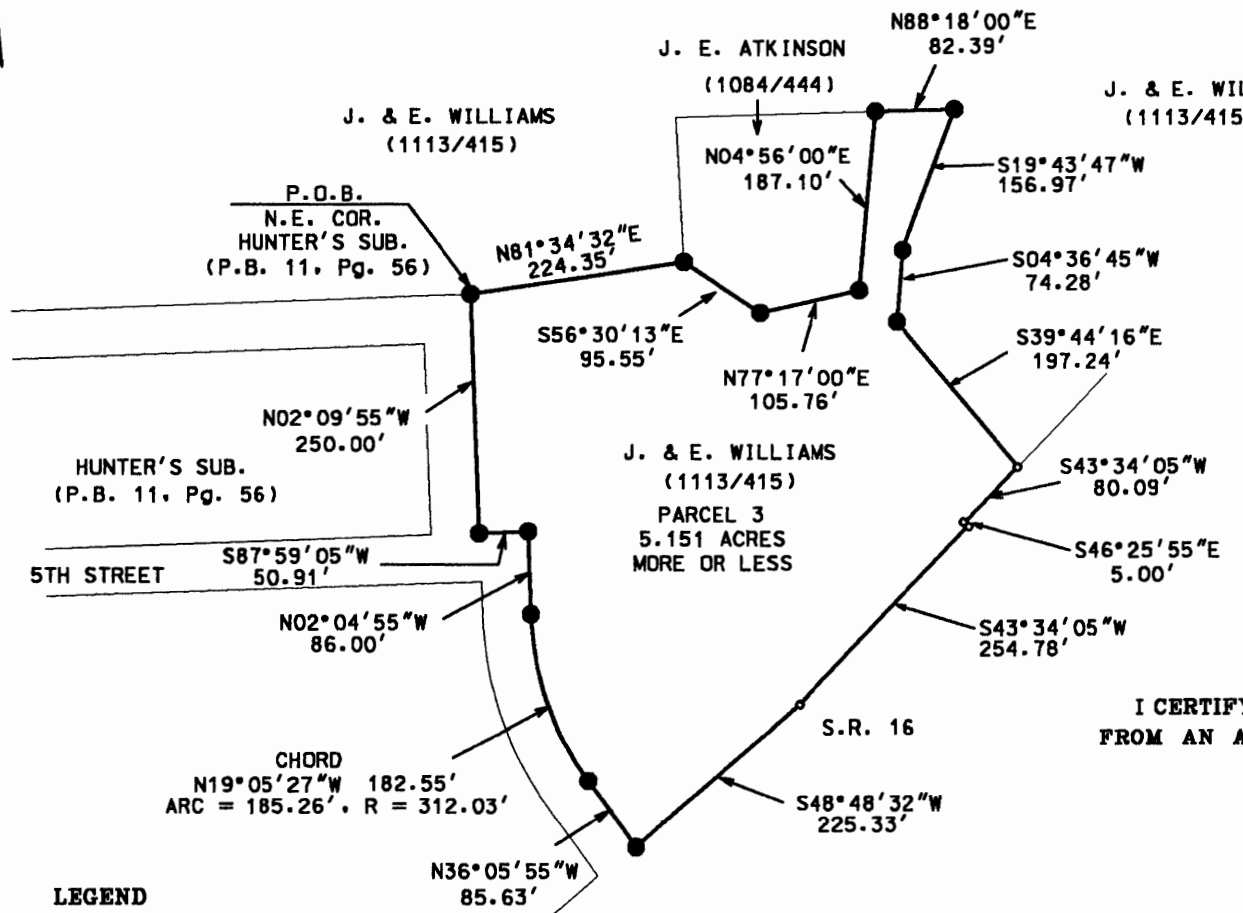 N88°18'00"E
82.39'
J. E. ATKINSON
(1084/444)
J. & E. WILLIAMS
(1113/415)
J. & E. WIL
(1113/415
N04°56'00"E
187.10'
S19°43'47"W
156.97'
P.O.B.
N.E. COR.
HUNTER'S SUB.
(P.B. 11, Pg. 56)
N81°34'32"E
224.35'
S04°36'45"W
74.28'
S56°30'13"E
95.55'
S39°44'16"E
197.24'
N77°17'00"E
105.76'
N02°09'55"W
250.00'
J. & E. WILLIAMS
(1113/415)
PARCEL 3
5.151 ACRES
MORE OR LESS
HUNTER'S SUB.
(P.B. 11, Pg. 56)
S43°34'05"W
80.09'
S46°25'55"E
5.00'
5TH STREET
S87°59'05"W
50.91'
N02°04'55"W
86.00'
S43°34'05"W
254.78'
I CERTIFY
FROM AN A
S.R. 16
CHORD
N19°05'27"W 182.55'
ARC = 185.26', R = 312.03'
S48°48'32"W
225.33'
N36°05'55"W
85.63'
LEGEND